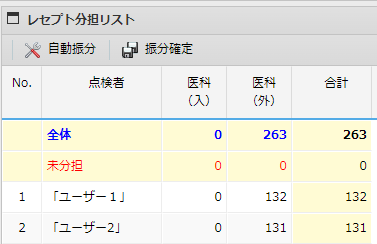 レセプト分担リスト
自動振分 振分確定
No. 点検者 医科（入） 医科（外） 合計
全体 0 263 263
未分担 0 0 0
1 「ユーザー１」 0 132 132
2 「ユーザー2」 0 131 131